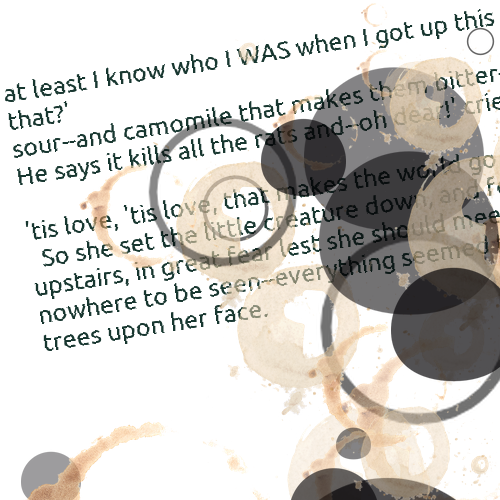 at least I know who I WAS when I got up this
that?'
sour--and camomile that makes them bitter-
He says it kills all the rats and--oh dear!' crie
'tis love, 'tis love, that makes the world go
So she set the little creature down, and f
upstairs, in great fear lest she should mee
nowhere to be seen--everything seemed
trees upon her face.